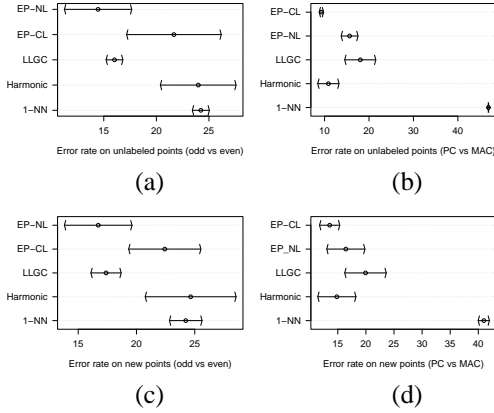 EP−NL
EP−CL
LLGC
Harmonic
1−NN
15 20 25
Error rate on unlabeled points (odd vs even)
(a)
EP−CL
EP−NL
LLGC
Harmonic
1−NN
10 20 30 40
Error rate on unlabeled points (PC vs MAC)
(b)
EP−NL
EP−CL
LLGC
Harmonic
1−NN
15 20 25
Error rate on new points (odd vs even)
(c)
EP−CL
EP_NL
LLGC
Harmonic
1−NN
15 20 25 30 35 40
Error rate on new points (PC vs MAC)
(d)